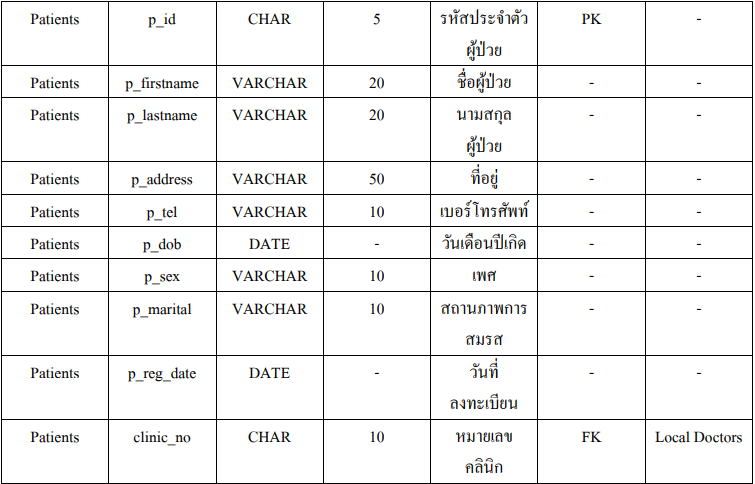 Patients p_id CHAR 5 รหัสประจำตัว PK -
ผู้ป่วย
Patients p_firstname VARCHAR 20 ชื่อผู้ป่วย - -
Patients p_lastname VARCHAR 20 นามสกุล - -
ผู้ป่วย
Patients p_address VARCHAR 50 ที่อยู่ - -
Patients p_tel VARCHAR 10 เบอร์โทรศัพท์ - -
Patients p_dob DATE - วันเดือนปีเกิด - -
Patients p_sex VARCHAR 10 เพศ - -
Patients p_marital VARCHAR 10 สถานภาพการ - -
สมรส
Patients p_reg_date DATE - วันที่ - -
ลงทะเบียน
Patients clinic_no CHAR 10 หมายเลข FK Local Doctors
คลินิก